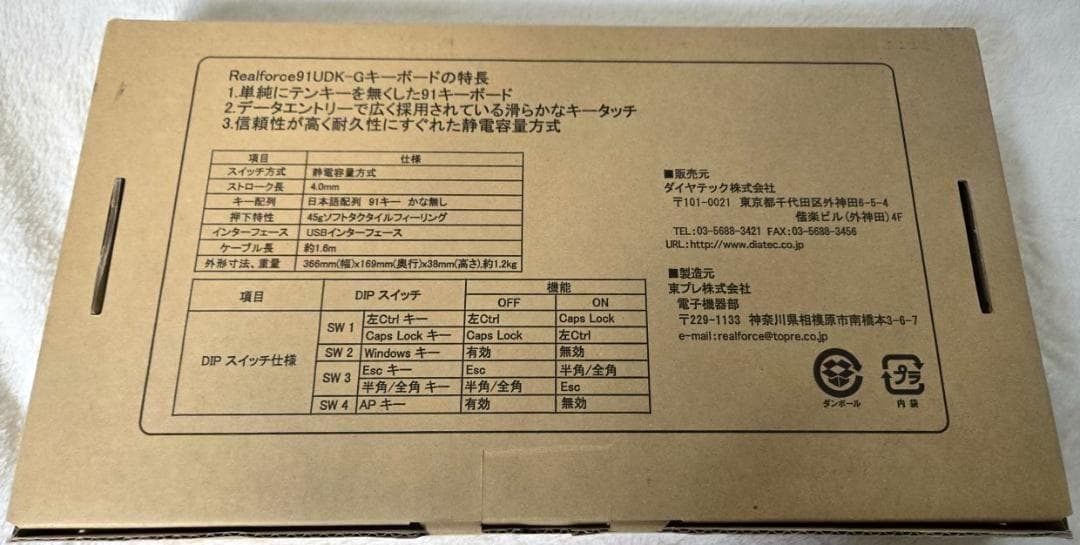 Realforce91UDK-Gキーボードの特長
1.単純にテンキーを無くした91キーボード
2.データエントリーで広く採用されている滑らかなキータッチ
3.信頼性が高く耐久性にすぐれた静電容量方式
項目 仕様
スイッチ方式 静電容量方式
ストローク長 4.0mm
キー配列 日本語配列 91キー かな無し
押下特性 45gソフトタクタイルフィーリング
インターフェース USBインターフェース
ケーブル長 約1.6m
外形寸法、重量 366mm(幅)x169mm(奥行)x38mm(高さ),約1.2kg
項目 DIP スイッチ 機能
OFF ON
DIP スイッチ仕様
SW 1 左Ctrl キー 左Ctrl Caps Lock
Caps Lock キー Caps Lock 左Ctrl
SW 2 Windows キー 有効 無効
SW 3 Esc キー Esc 半角/全角
半角/全角 キー 半角/全角 Esc
SW 4 AP キー 有効 無効
■販売元
ダイヤテック株式会社
〒101-0021 東京都千代田区外神田6-5-4
偕楽ビル(外神田)4F
TEL:03-5688-3421 FAX:03-5688-3456
URL:http://www.diatec.co.jp
■製造元
東プレ株式会社
電子機器部
〒229-1133 神奈川県相模原市南橋本3-6-7
e-mail:realforce@topre.co.jp
ダンボール
プラ
内袋